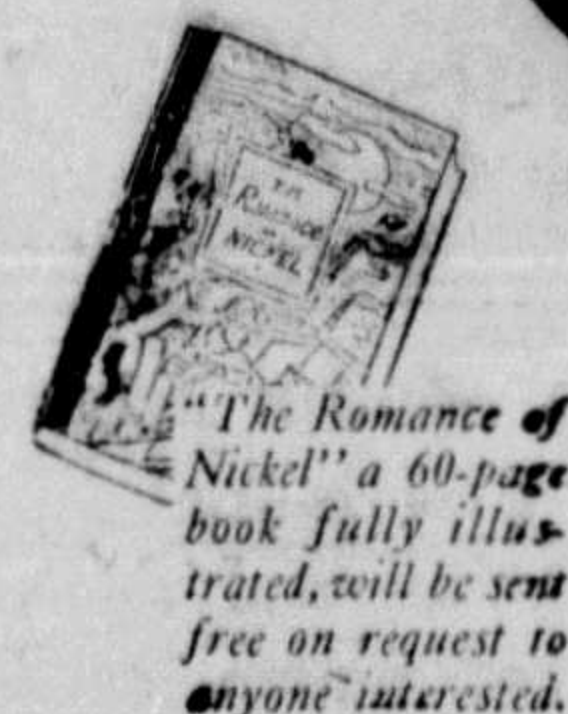 THE
ROMANCE
OF
NICKEL
"The Romance of
Nickel" a 60-page
book fully illus-
trated, will be sent
free on request to
anyone interested.